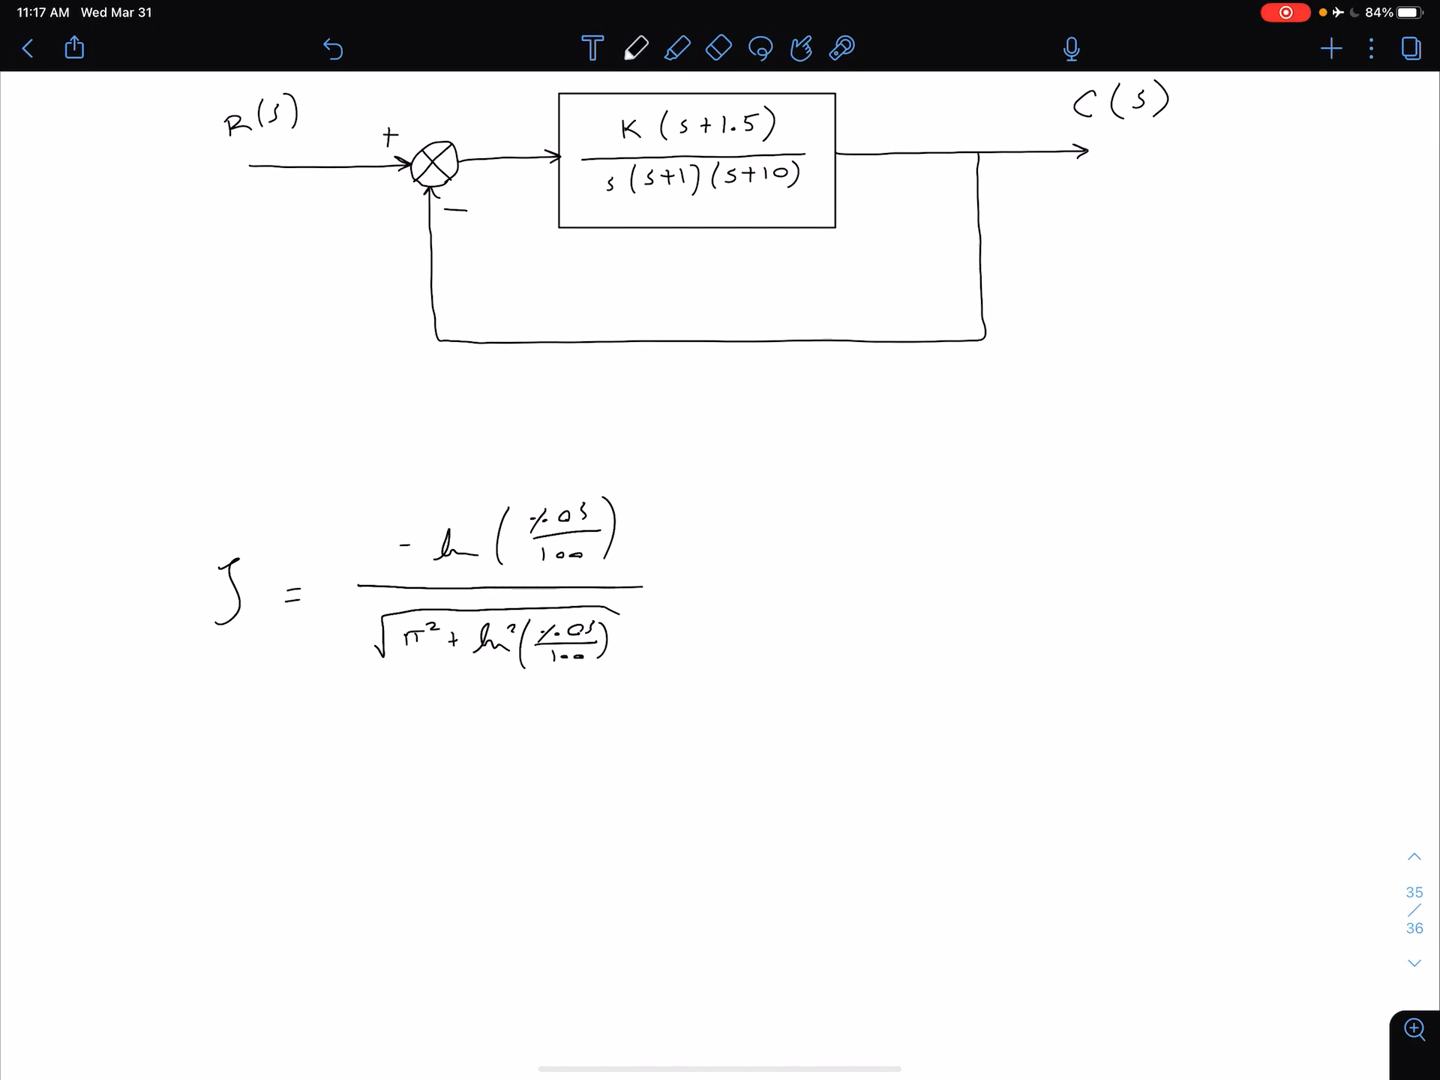 11:17 AM Wed Mar 31
84%
R(s)
+
K (s+1.5)
s (s+1)(s+10)
C(s)
−
ζ = - ln ( %OS / 100 )
√ π² + ln² ( %OS / 100 )
35
/
36